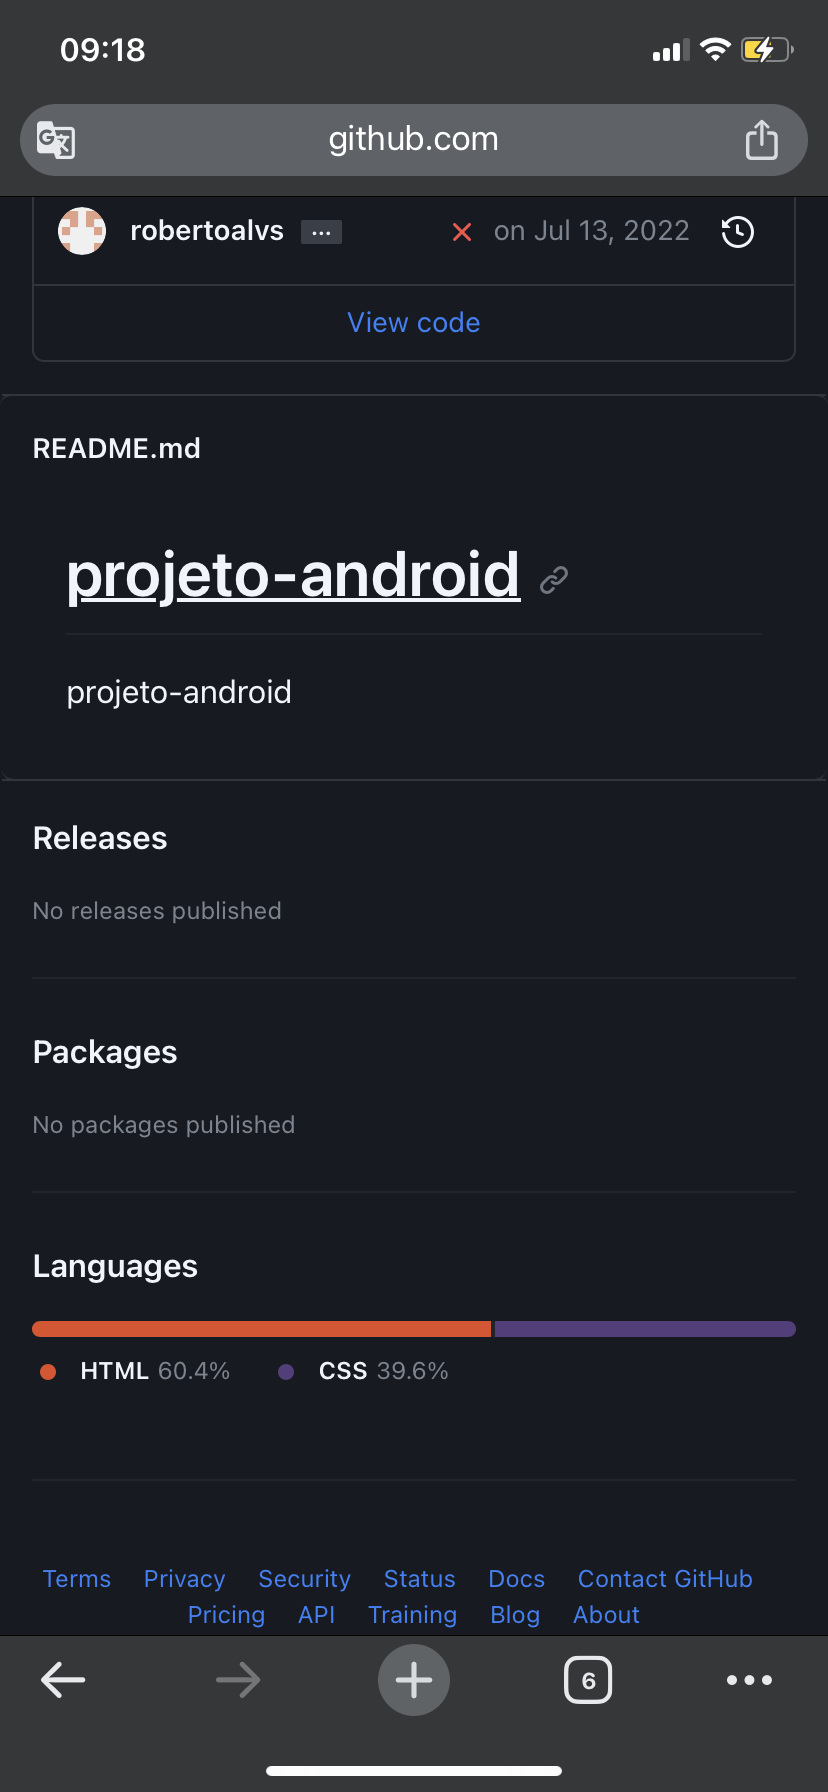 09:18
github.com
robertoalvs ... on Jul 13, 2022
View code
README.md
projeto-android
projeto-android
Releases
No releases published
Packages
No packages published
Languages
HTML 60.4% CSS 39.6%
Terms Privacy Security Status Docs Contact GitHub
Pricing API Training Blog About
6